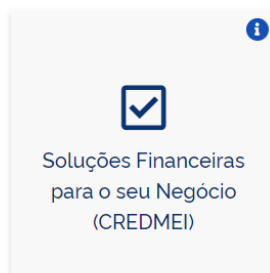 Soluções Financeiras
para o seu Negócio
(CREDMEI)